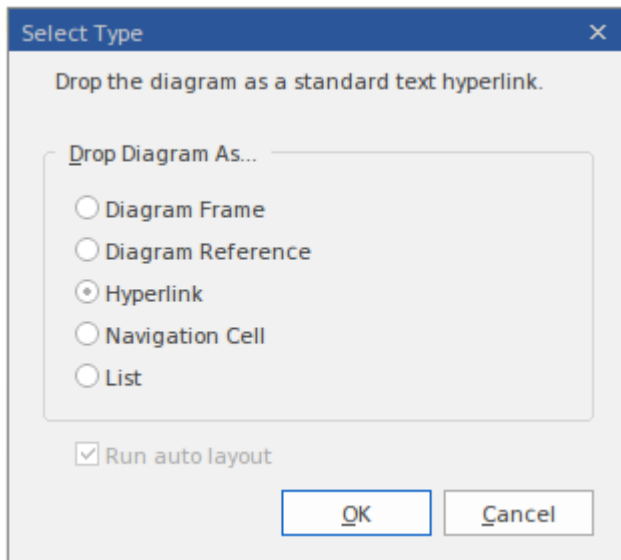 Select Type
Drop the diagram as a standard text hyperlink.
Drop Diagram As...
Diagram Frame
Diagram Reference
Hyperlink
Navigation Cell
List
Run auto layout
OK
Cancel